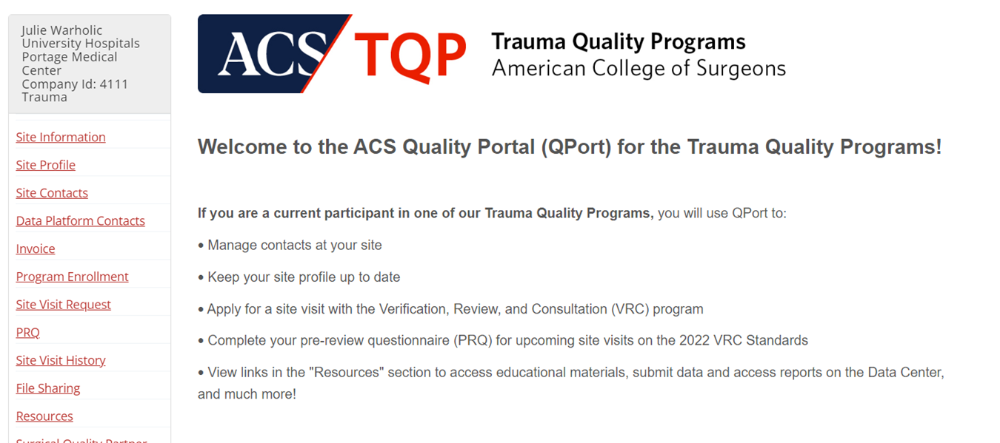 Julie Warholic
University Hospitals
Portage Medical
Center
Company Id: 4111
Trauma
Site Information
Site Profile
Site Contacts
Data Platform Contacts
Invoice
Program Enrollment
Site Visit Request
PRQ
Site Visit History
File Sharing
Resources
Surgical Quality Partner
ACS TQP
Trauma Quality Programs
American College of Surgeons
Welcome to the ACS Quality Portal (QPort) for the Trauma Quality Programs!
If you are a current participant in one of our Trauma Quality Programs, you will use QPort to:
• Manage contacts at your site
• Keep your site profile up to date
• Apply for a site visit with the Verification, Review, and Consultation (VRC) program
• Complete your pre-review questionnaire (PRQ) for upcoming site visits on the 2022 VRC Standards
• View links in the "Resources" section to access educational materials, submit data and access reports on the Data Center,
and much more!